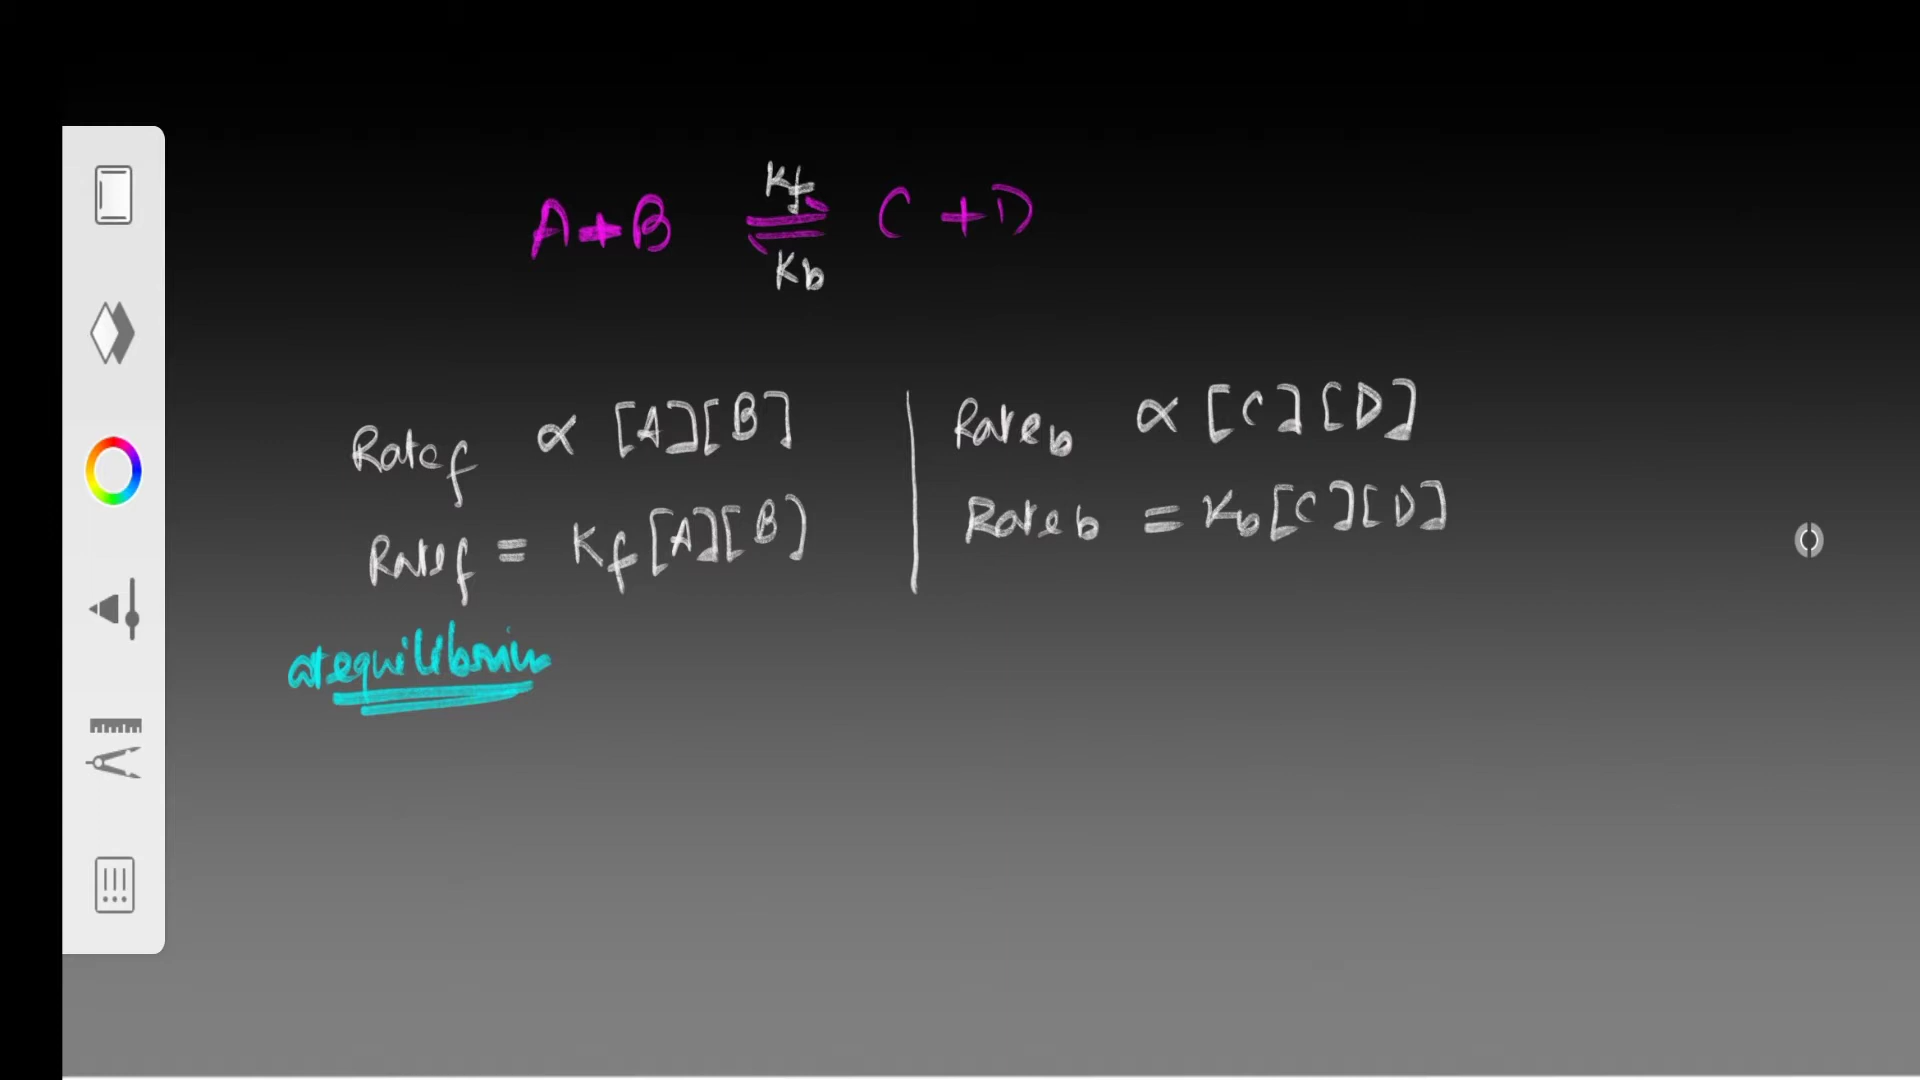 Kf
A+B ⇌ C+D
Kb
Ratef ∝ [A][B]
Ratef = Kf[A][B]
Rateb ∝ [C][D]
Rateb = Kb[C][D]
at equilibrium